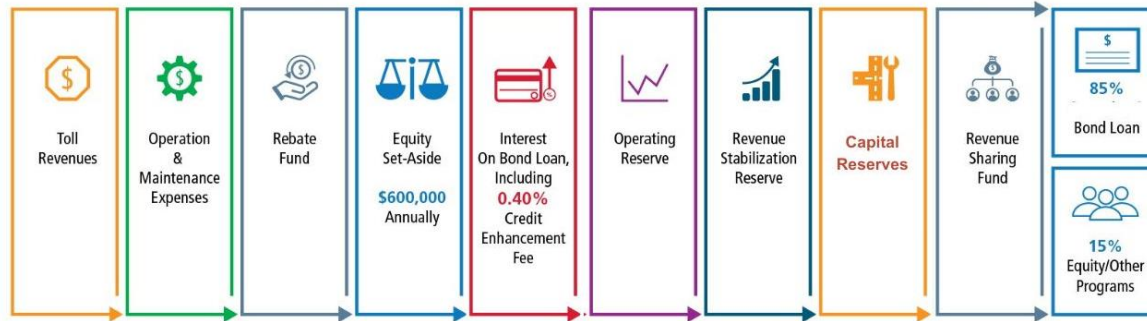 $
Toll
Revenues
$
Operation
&
Maintenance
Expenses
$
Rebate
Fund
Equity
Set-Aside
$600,000
Annually
%
Interest
On Bond Loan,
Including
0.40%
Credit
Enhancement
Fee
Operating
Reserve
Revenue
Stabilization
Reserve
Capital
Reserves
$
Revenue
Sharing
Fund
$
85%
Bond Loan
15%
Equity/Other
Programs